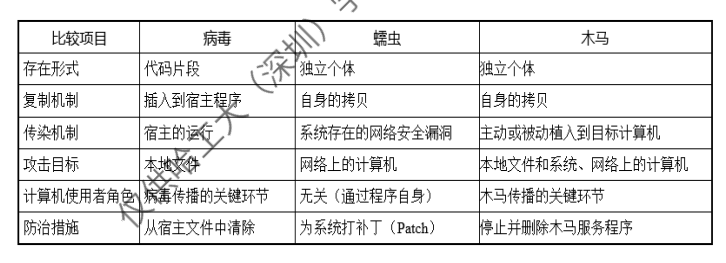 比较项目 病毒 蠕虫 木马
存在形式 代码片段 独立个体 独立个体
复制机制 插入到宿主程序 自身的拷贝 自身的拷贝
传染机制 宿主的运行 系统存在的网络安全漏洞 主动或被动植入到目标计算机
攻击目标 本地文件 网络上的计算机 本地文件和系统、网络上的计算机
计算机使用者角色 病毒传播的关键环节 无关（通过程序自身） 木马传播的关键环节
防治措施 从宿主文件中清除 为系统打补丁（Patch） 停止并删除木马服务程序
仅供哈工大（深圳）